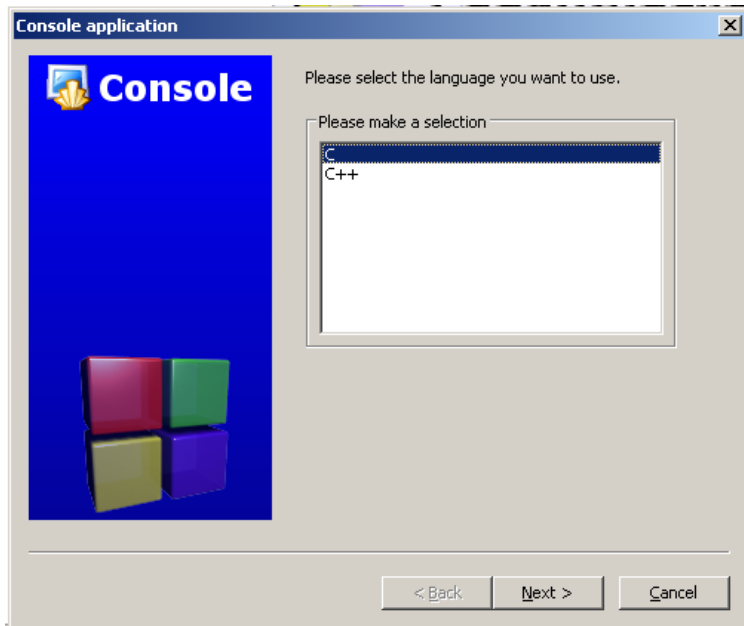 Console application
Console
Please select the language you want to use.
Please make a selection
C
C++
< Back
Next >
Cancel